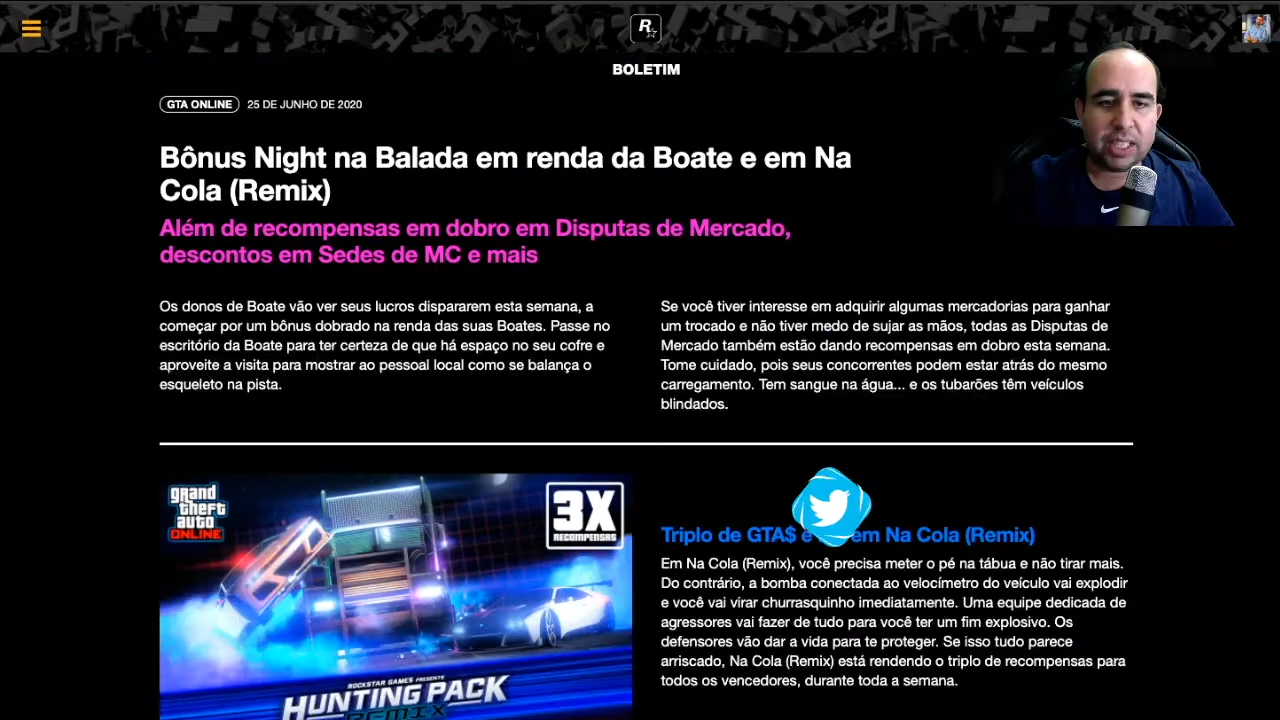 R
BOLETIM
GTA ONLINE 25 DE JUNHO DE 2020
Bônus Night na Balada em renda da Boate e em Na
Cola (Remix)
Além de recompensas em dobro em Disputas de Mercado,
descontos em Sedes de MC e mais
Os donos de Boate vão ver seus lucros dispararem esta semana, a
começar por um bônus dobrado na renda das suas Boates. Passe no
escritório da Boate para ter certeza de que há espaço no seu cofre e
aproveite a visita para mostrar ao pessoal local como se balança o
esqueleto na pista.
Se você tiver interesse em adquirir algumas mercadorias para ganhar
um trocado e não tiver medo de sujar as mãos, todas as Disputas de
Mercado também estão dando recompensas em dobro esta semana.
Tome cuidado, pois seus concorrentes podem estar atrás do mesmo
carregamento. Tem sangue na água... e os tubarões têm veículos
blindados.
grand
theft
auto
ONLINE
3X
RECOMPENSAS
ROCKSTAR GAMES PRESENTS
HUNTING PACK
REMIX
Triplo de GTA$ e em Na Cola (Remix)
Em Na Cola (Remix), você precisa meter o pé na tábua e não tirar mais.
Do contrário, a bomba conectada ao velocímetro do veículo vai explodir
e você vai virar churrasquinho imediatamente. Uma equipe dedicada de
agressores vai fazer de tudo para você ter um fim explosivo. Os
defensores vão dar a vida para te proteger. Se isso tudo parece
arriscado, Na Cola (Remix) está rendendo o triplo de recompensas para
todos os vencedores, durante toda a semana.